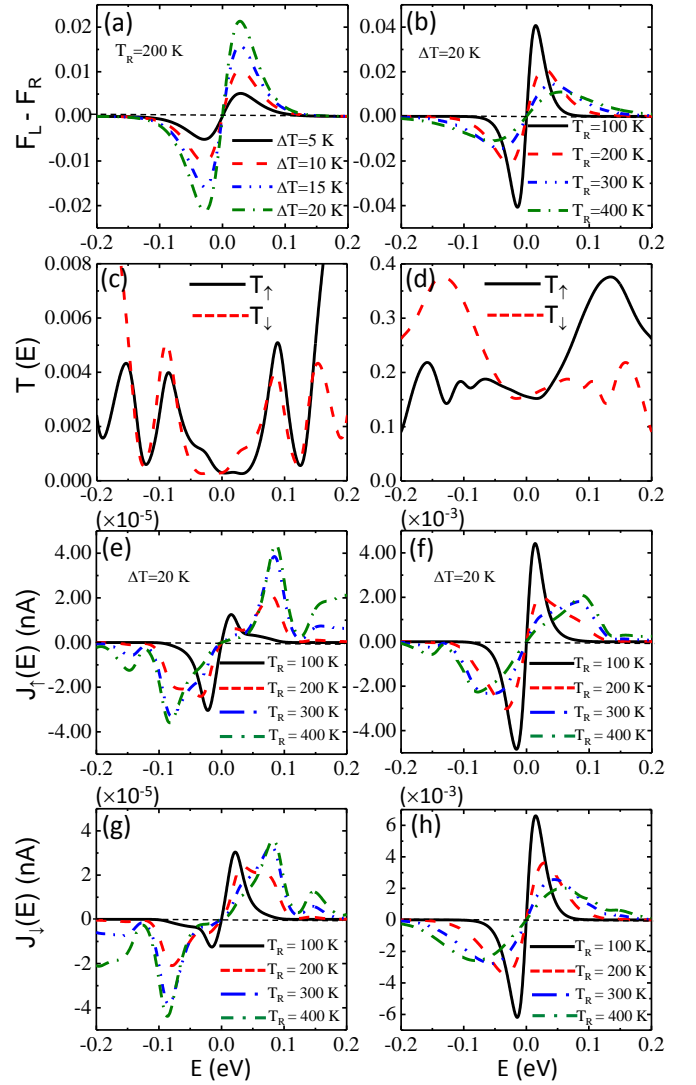 (a)
T_R=200 K
F_L - F_R
0.02
0.01
0.00
-0.01
-0.02
ΔT=5 K
ΔT=10 K
ΔT=15 K
ΔT=20 K
-0.2 -0.1 0.0 0.1 0.2
(b)
ΔT=20 K
0.04
0.02
0.00
-0.02
-0.04
T_R=100 K
T_R=200 K
T_R=300 K
T_R=400 K
-0.2 -0.1 0.0 0.1 0.2
(c)
T↑
T↓
T (E)
0.008
0.006
0.004
0.002
0.000
-0.2 -0.1 0.0 0.1 0.2
(d)
T↑
T↓
0.4
0.3
0.2
0.1
-0.2 -0.1 0.0 0.1 0.2
(×10⁻⁵)
(e)
ΔT=20 K
J↑(E) (nA)
4.00
2.00
0.00
-2.00
-4.00
T_R = 100 K
T_R = 200 K
T_R = 300 K
T_R = 400 K
-0.2 -0.1 0.0 0.1 0.2
(×10⁻³)
(f)
ΔT=20 K
4.00
2.00
0.00
-2.00
-4.00
T_R = 100 K
T_R = 200 K
T_R = 300 K
T_R = 400 K
-0.2 -0.1 0.0 0.1 0.2
(×10⁻⁵)
(g)
J↓(E) (nA)
4
2
0
-2
-4
T_R = 100 K
T_R = 200 K
T_R = 300 K
T_R = 400 K
-0.2 -0.1 0.0 0.1 0.2
E (eV)
(×10⁻³)
(h)
6
4
2
0
-2
-4
-6
T_R = 100 K
T_R = 200 K
T_R = 300 K
T_R = 400 K
-0.2 -0.1 0.0 0.1 0.2
E (eV)